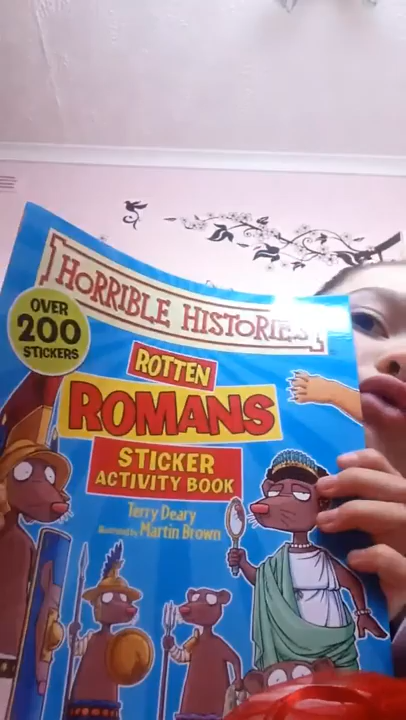 HORRIBLE HISTORIES
OVER
200
STICKERS
ROTTEN
ROMANS
STICKER
ACTIVITY BOOK
Terry Deary
Illustrated by Martin Brown